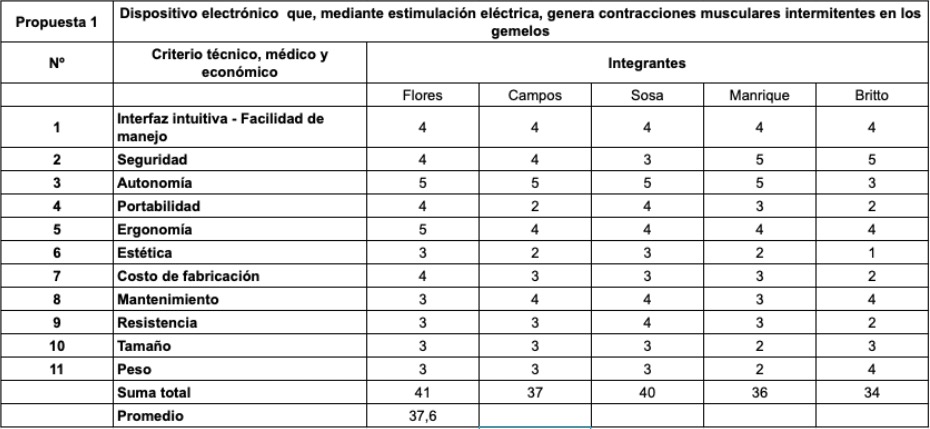 Propuesta 1 Dispositivo electrónico que, mediante estimulación eléctrica, genera contracciones musculares intermitentes en los
gemelos
Nº Criterio técnico, médico y
económico Integrantes
Flores Campos Sosa Manrique Britto
1 Interfaz intuitiva - Facilidad de
manejo 4 4 4 4 4
2 Seguridad 4 4 3 5 5
3 Autonomía 5 5 5 5 3
4 Portabilidad 4 2 4 3 2
5 Ergonomía 5 4 4 4 4
6 Estética 3 2 3 2 1
7 Costo de fabricación 4 3 3 3 2
8 Mantenimiento 3 4 4 3 4
9 Resistencia 3 3 4 3 2
10 Tamaño 3 3 3 2 3
11 Peso 3 3 3 2 4
Suma total 41 37 40 36 34
Promedio 37,6